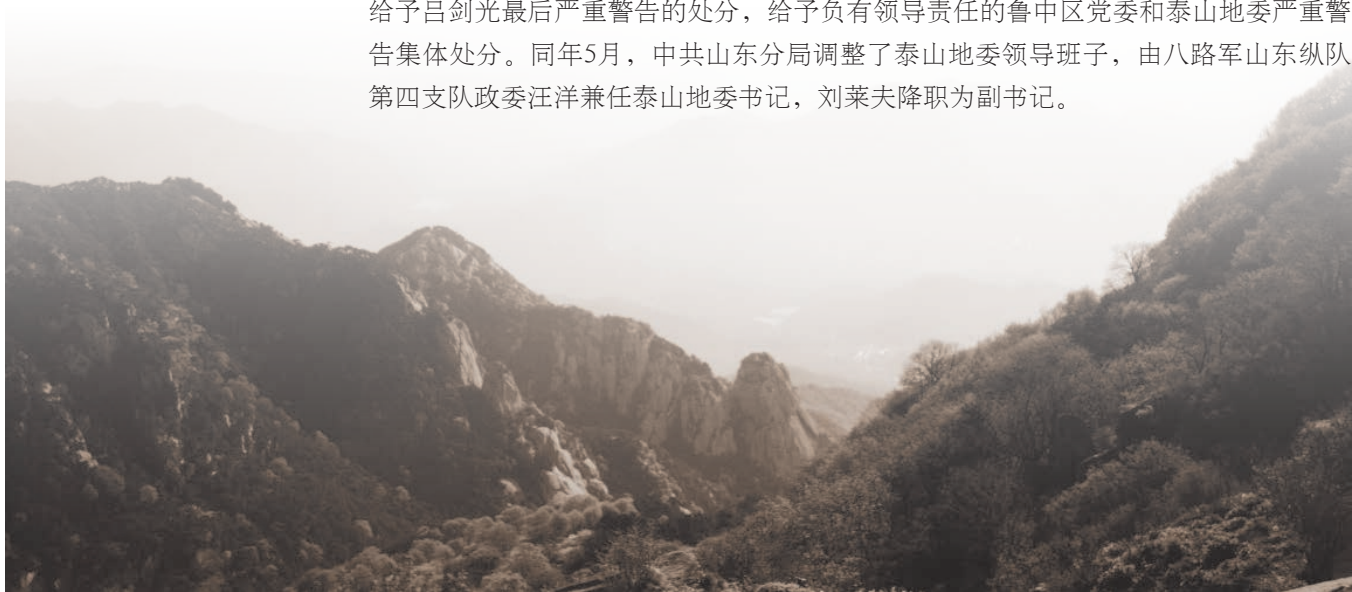 给予吕剑光最后严重警告的处分，给予负有领导责任的鲁中区党委和泰山地委严重警
告集体处分。同年5月，中共山东分局调整了泰山地委领导班子，由八路军山东纵队
第四支队政委汪洋兼任泰山地委书记，刘莱夫降职为副书记。